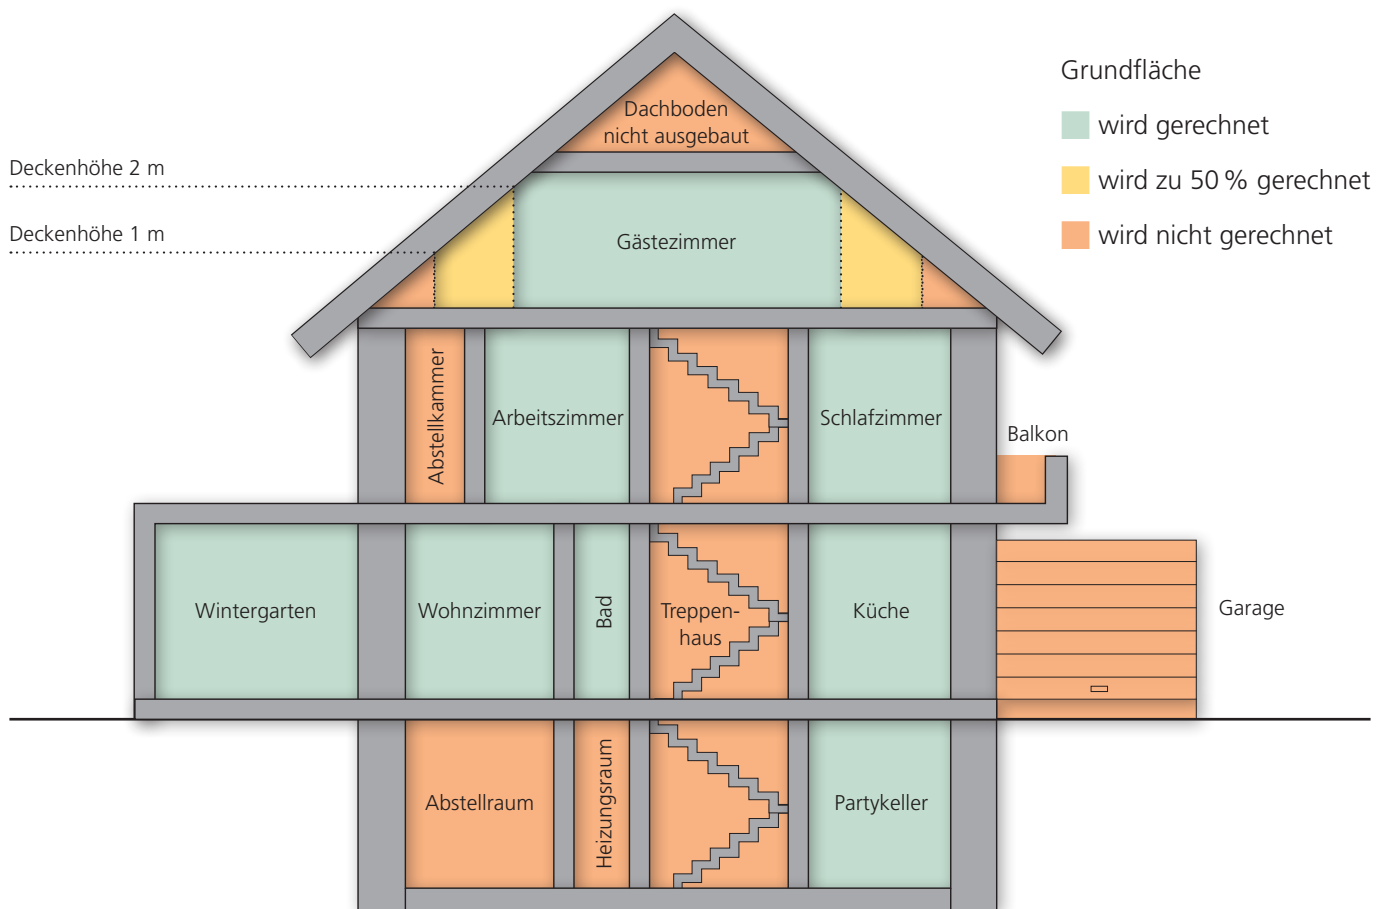 Grundfläche
wird gerechnet
wird zu 50 % gerechnet
wird nicht gerechnet
Dachboden
nicht ausgebaut
Deckenhöhe 2 m
Deckenhöhe 1 m
Gästezimmer
Abstellkammer
Arbeitszimmer
Schlafzimmer
Balkon
Wintergarten
Wohnzimmer
Bad
Treppen-
haus
Küche
Garage
Abstellraum
Heizungsraum
Partykeller